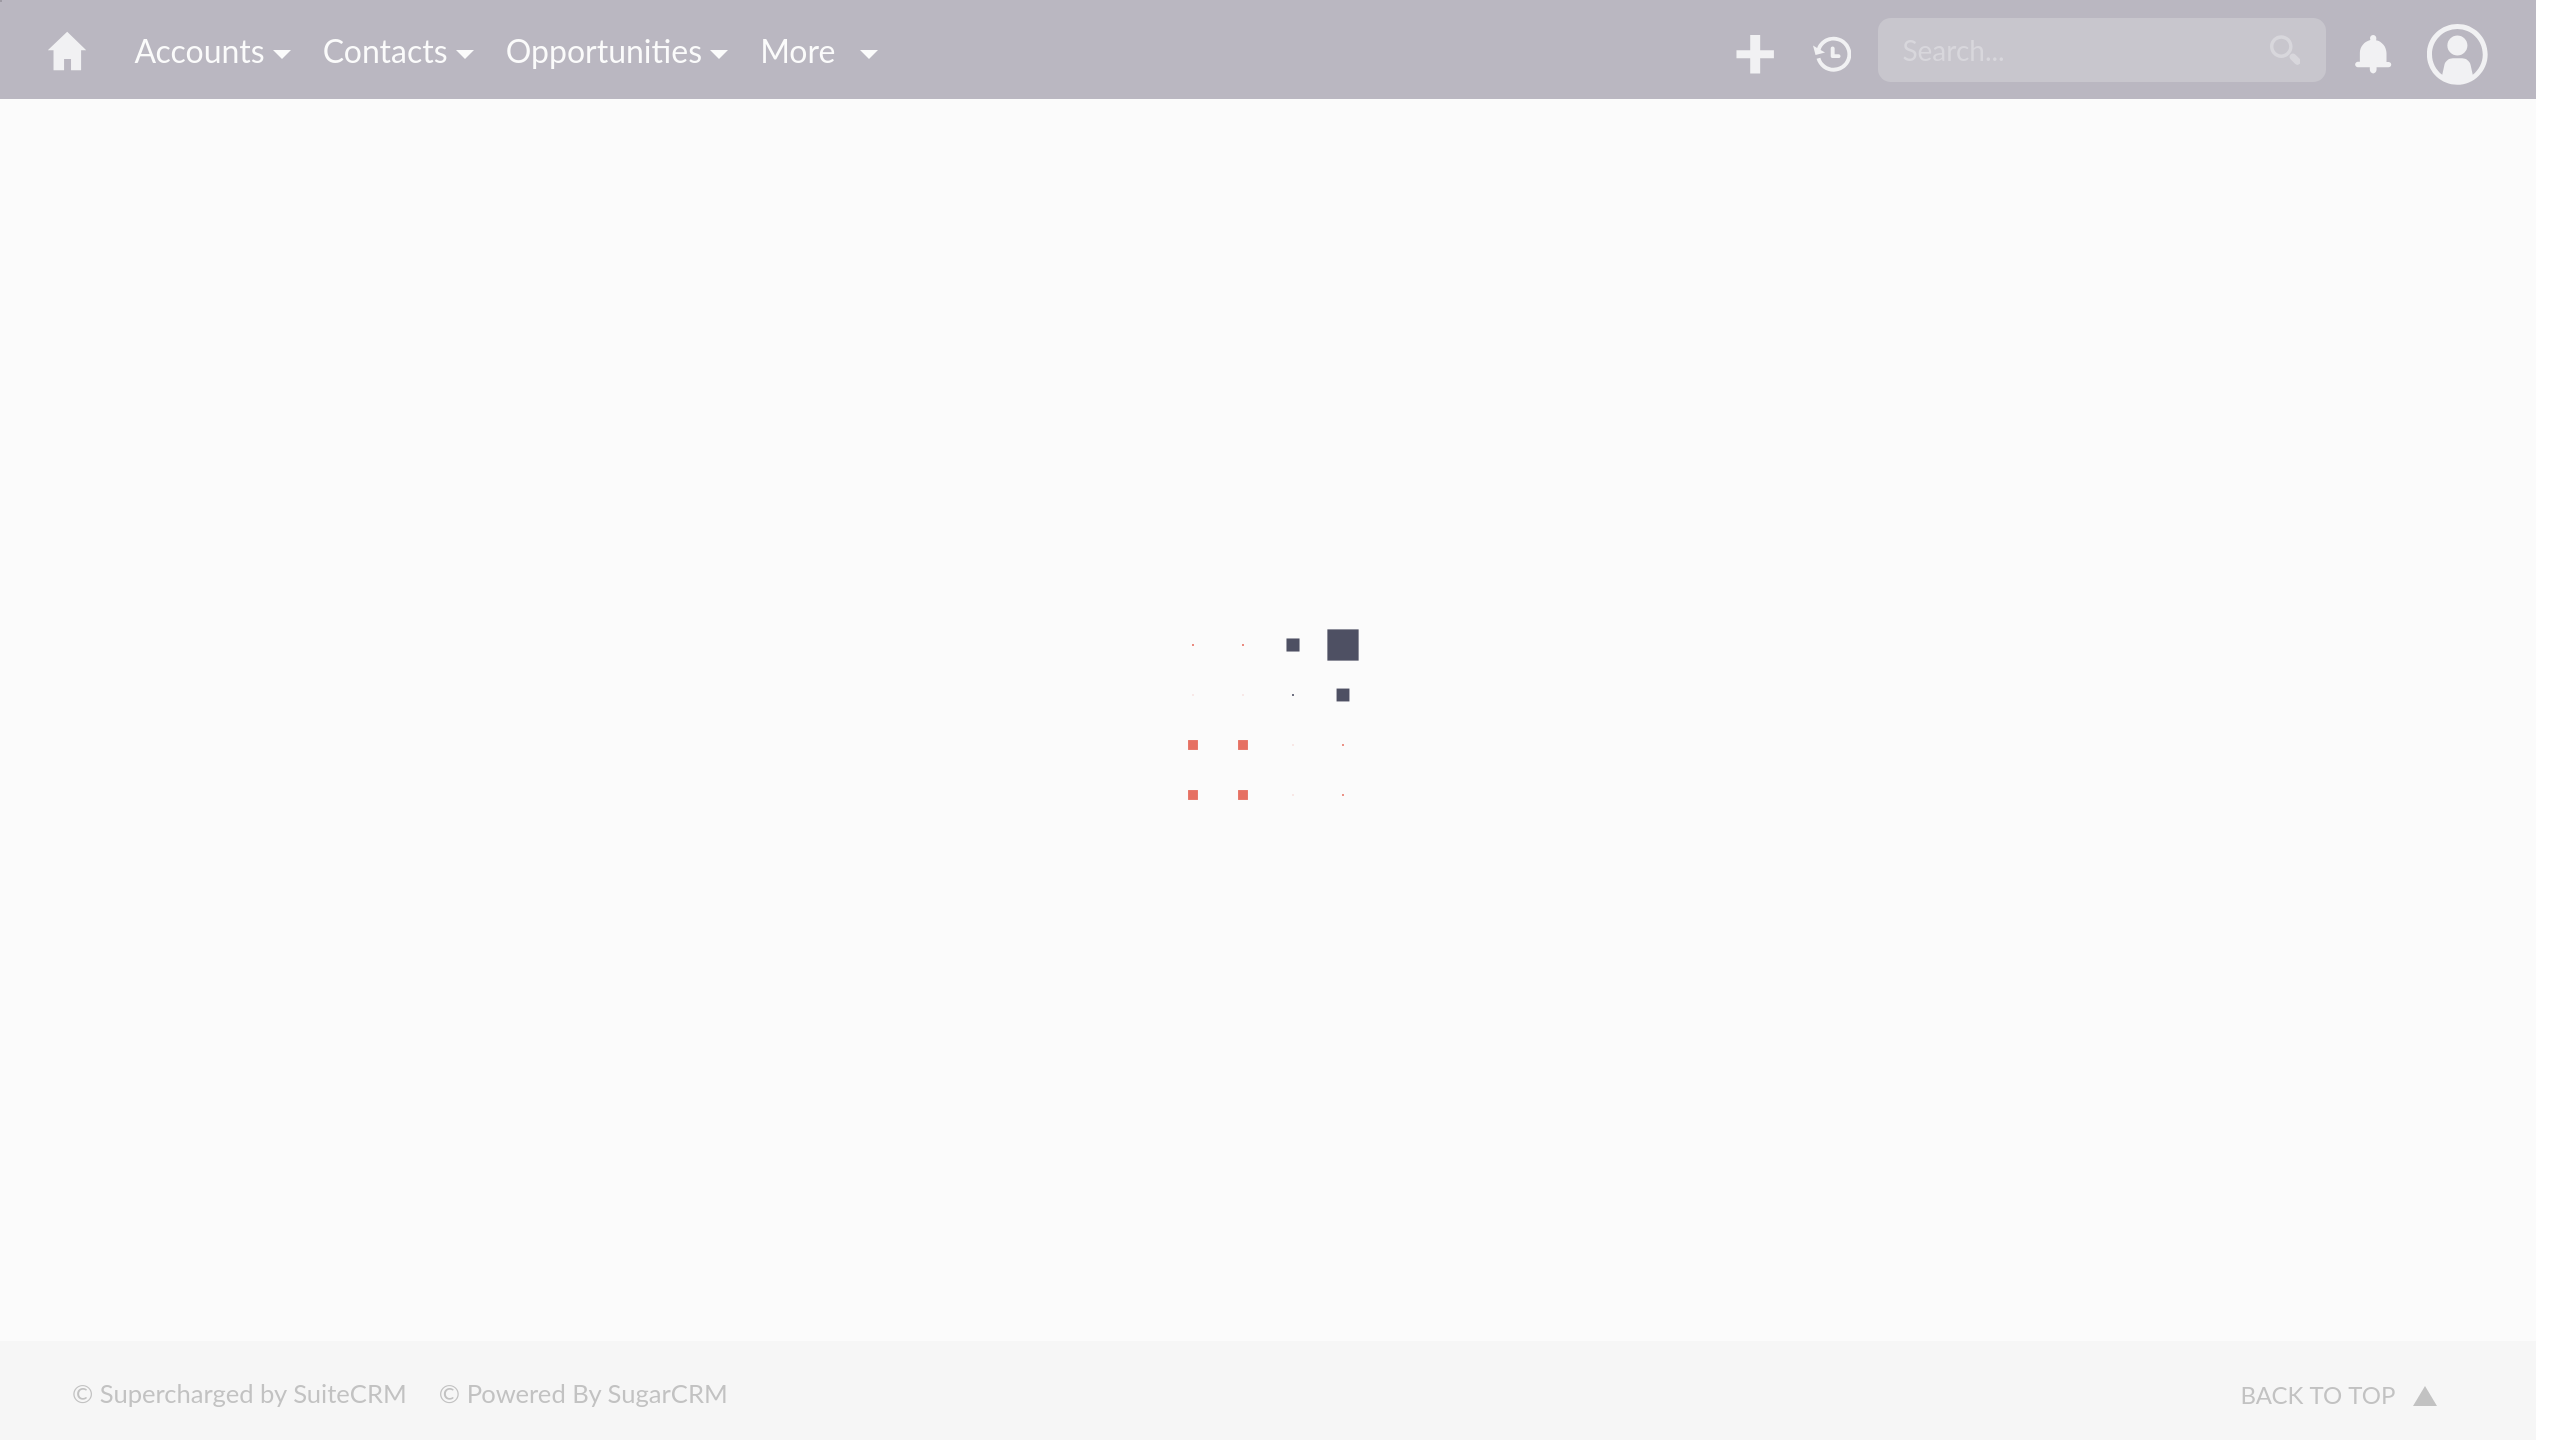 Accounts Contacts Opportunities More Search...
© Supercharged by SuiteCRM © Powered By SugarCRM BACK TO TOP